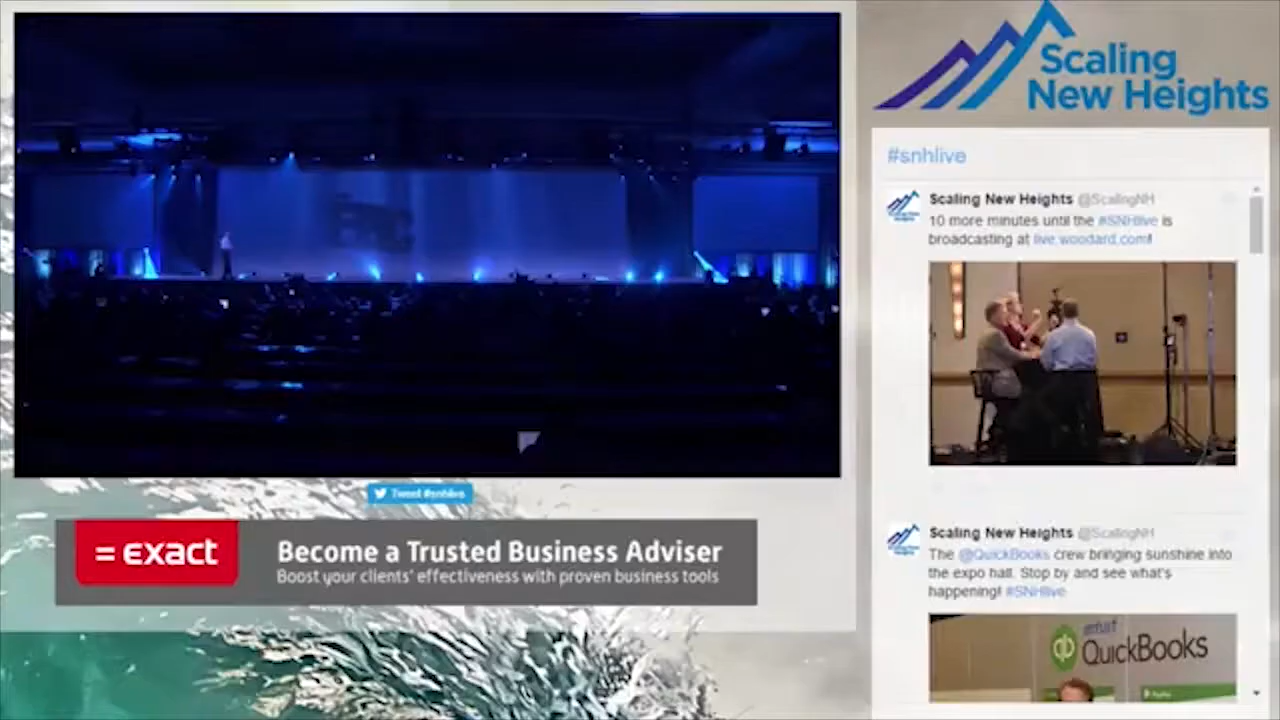 Scaling
New Heights
#snhlive
Scaling New Heights @ScalingNH
10 more minutes until the #SNHlive is
broadcasting at live.woodard.com!
Tweet #snhlive
= exact
Become a Trusted Business Adviser
Boost your clients' effectiveness with proven business tools
Scaling New Heights @ScalingNH
The @QuickBooks crew bringing sunshine into
the expo hall. Stop by and see what's
happening! #SNHlive
intuit
qb QuickBooks